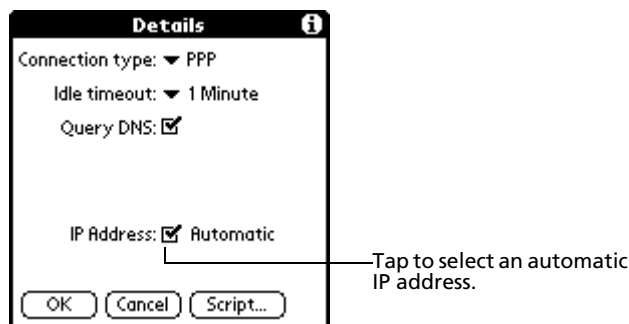 Details
Connection type: PPP
Idle timeout: 1 Minute
Query DNS:
IP Address: Automatic
Tap to select an automatic
IP address.
OK Cancel Script...